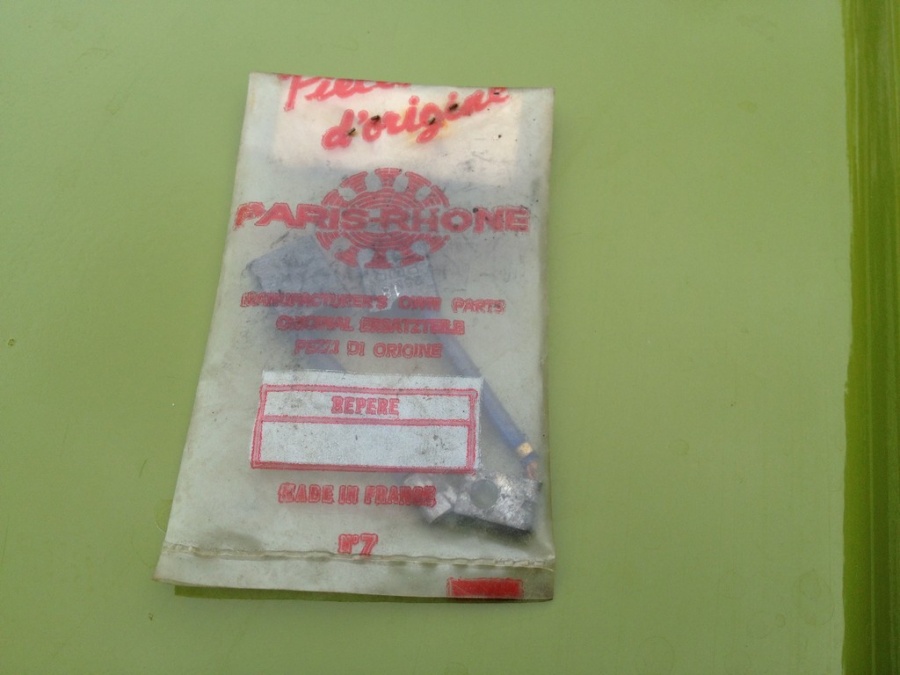 d'origine
PARIS-RHONE
MANUFACTURER'S OWN PARTS
ORIGINAL ERSATZTEILE
PEZZI DI ORIGINE
REPERE
MADE IN FRANCE
N°7